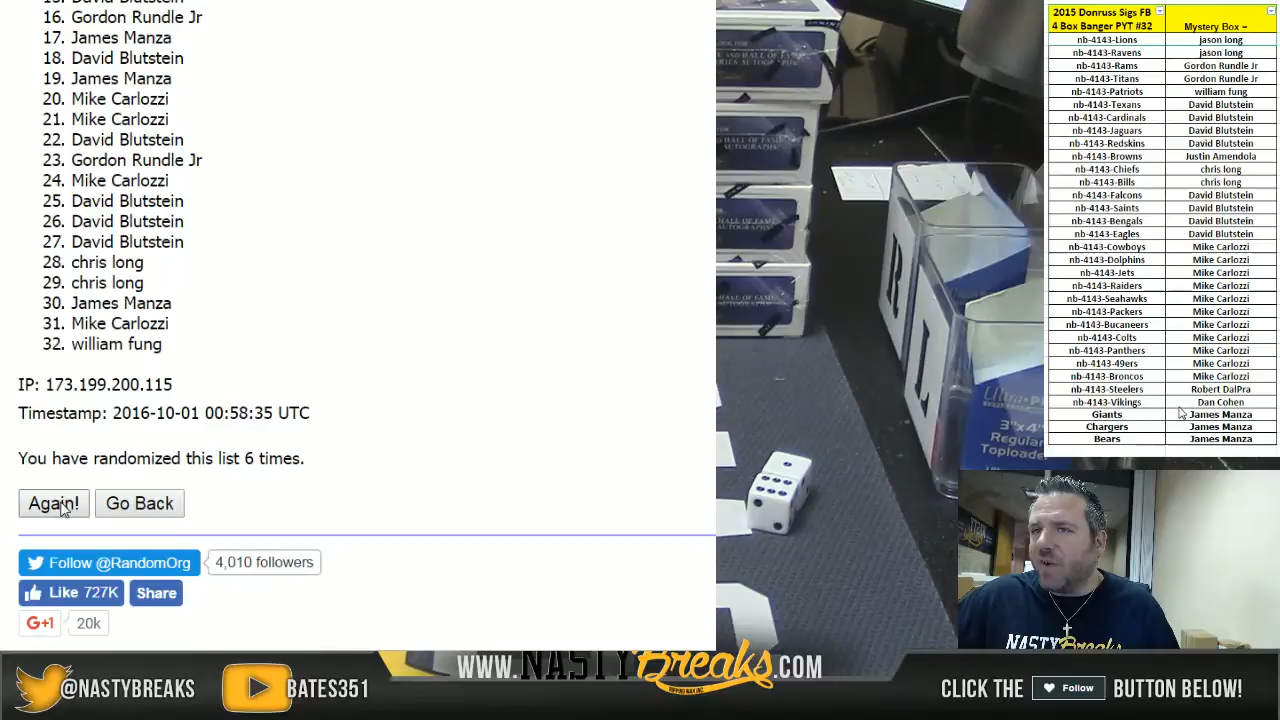 16. Gordon Rundle Jr
17. James Manza
18. David Blutstein
19. James Manza
20. Mike Carlozzi
21. Mike Carlozzi
22. David Blutstein
23. Gordon Rundle Jr
24. Mike Carlozzi
25. David Blutstein
26. David Blutstein
27. David Blutstein
28. chris long
29. chris long
30. James Manza
31. Mike Carlozzi
32. william fung
IP: 173.199.200.115
Timestamp: 2016-10-01 00:58:35 UTC
You have randomized this list 6 times.
Again! Go Back
Follow @RandomOrg 4,010 followers
Like 727K Share
G+1 20k
2015 Donruss Sigs FB
4 Box Banger PYT #32 Mystery Box ~
nb-4143-Lions jason long
nb-4143-Ravens jason long
nb-4143-Rams Gordon Rundle Jr
nb-4143-Titans Gordon Rundle Jr
nb-4143-Patriots william fung
nb-4143-Texans David Blutstein
nb-4143-Cardinals David Blutstein
nb-4143-Jaguars David Blutstein
nb-4143-Redskins David Blutstein
nb-4143-Browns Justin Amendola
nb-4143-Chiefs chris long
nb-4143-Bills chris long
nb-4143-Falcons David Blutstein
nb-4143-Saints David Blutstein
nb-4143-Bengals David Blutstein
nb-4143-Eagles David Blutstein
nb-4143-Cowboys Mike Carlozzi
nb-4143-Dolphins Mike Carlozzi
nb-4143-Jets Mike Carlozzi
nb-4143-Raiders Mike Carlozzi
nb-4143-Seahawks Mike Carlozzi
nb-4143-Packers Mike Carlozzi
nb-4143-Bucaneers Mike Carlozzi
nb-4143-Colts Mike Carlozzi
nb-4143-Panthers Mike Carlozzi
nb-4143-49ers Mike Carlozzi
nb-4143-Broncos Mike Carlozzi
nb-4143-Steelers Robert DalPra
nb-4143-Vikings Dan Cohen
Giants James Manza
Chargers James Manza
Bears James Manza
3"x4"
Regular
Toploader
NASTY Breaks
@NASTYBREAKS
BATES351
WWW.NASTYBreaks.COM
RIPPING WAX INC.
CLICK THE Follow BUTTON BELOW!